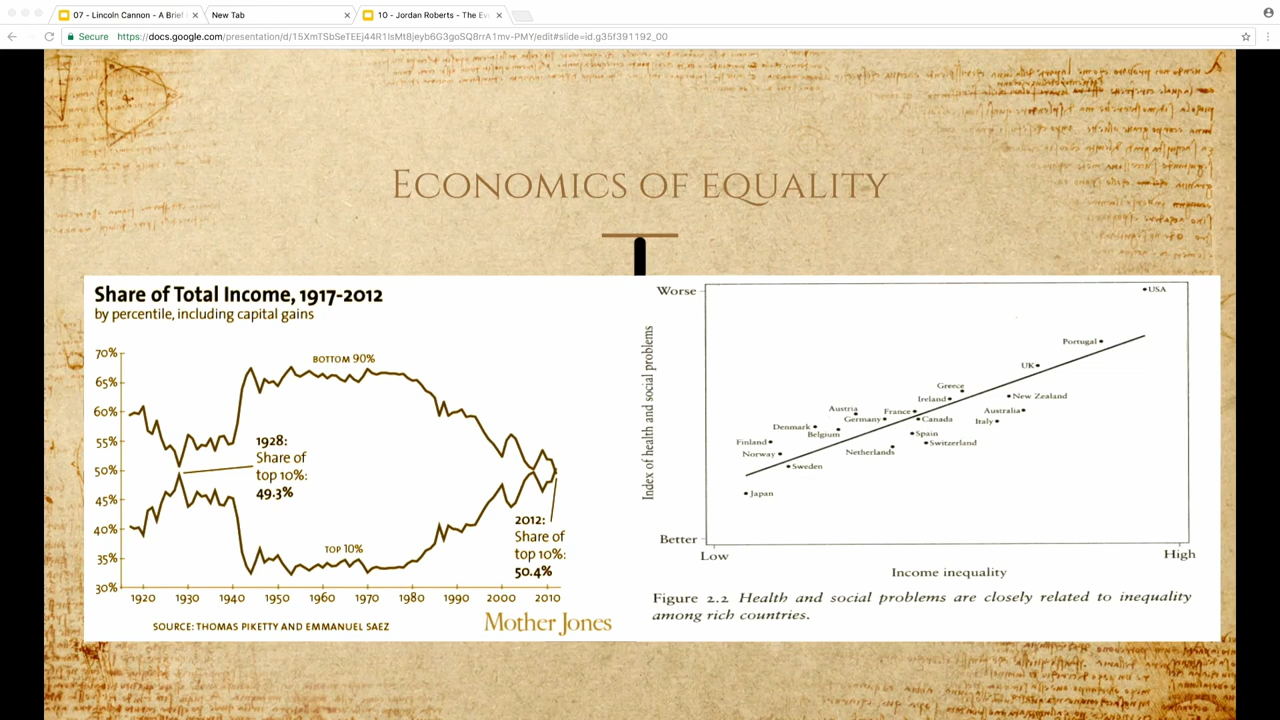 07 - Lincoln Cannon - A Brief
New Tab
10 - Jordan Roberts - The Ev
Secure
https://docs.google.com/presentation/d/15XmTSbSeTEEj44R1IsMt8jeyb6G3goSQBrrA1mv-PMY/edit#slide=id.g35f391192_00
ECONOMICS OF EQUALITY
Share of Total Income, 1917-2012
by percentile, including capital gains
70%
65%
60%
55%
50%
45%
40%
35%
30%
BOTTOM 90%
1928:
Share of
top 10%:
49.3%
TOP 10%
2012:
Share of
top 10%:
50.4%
1920 1930 1940 1950 1960 1970 1980 1990 2000 2010
SOURCE: THOMAS PIKETTY AND EMMANUEL SAEZ
Mother Jones
Worse
Index of health and social problems
Better
USA
Portugal
UK
Greece
New Zealand
Ireland
Austria
France
Australia
Germany
Canada
Italy
Denmark
Belgium
Spain
Finland
Switzerland
Netherlands
Norway
Sweden
Japan
Low
High
Income inequality
Figure 2.2 Health and social problems are closely related to inequality
among rich countries.